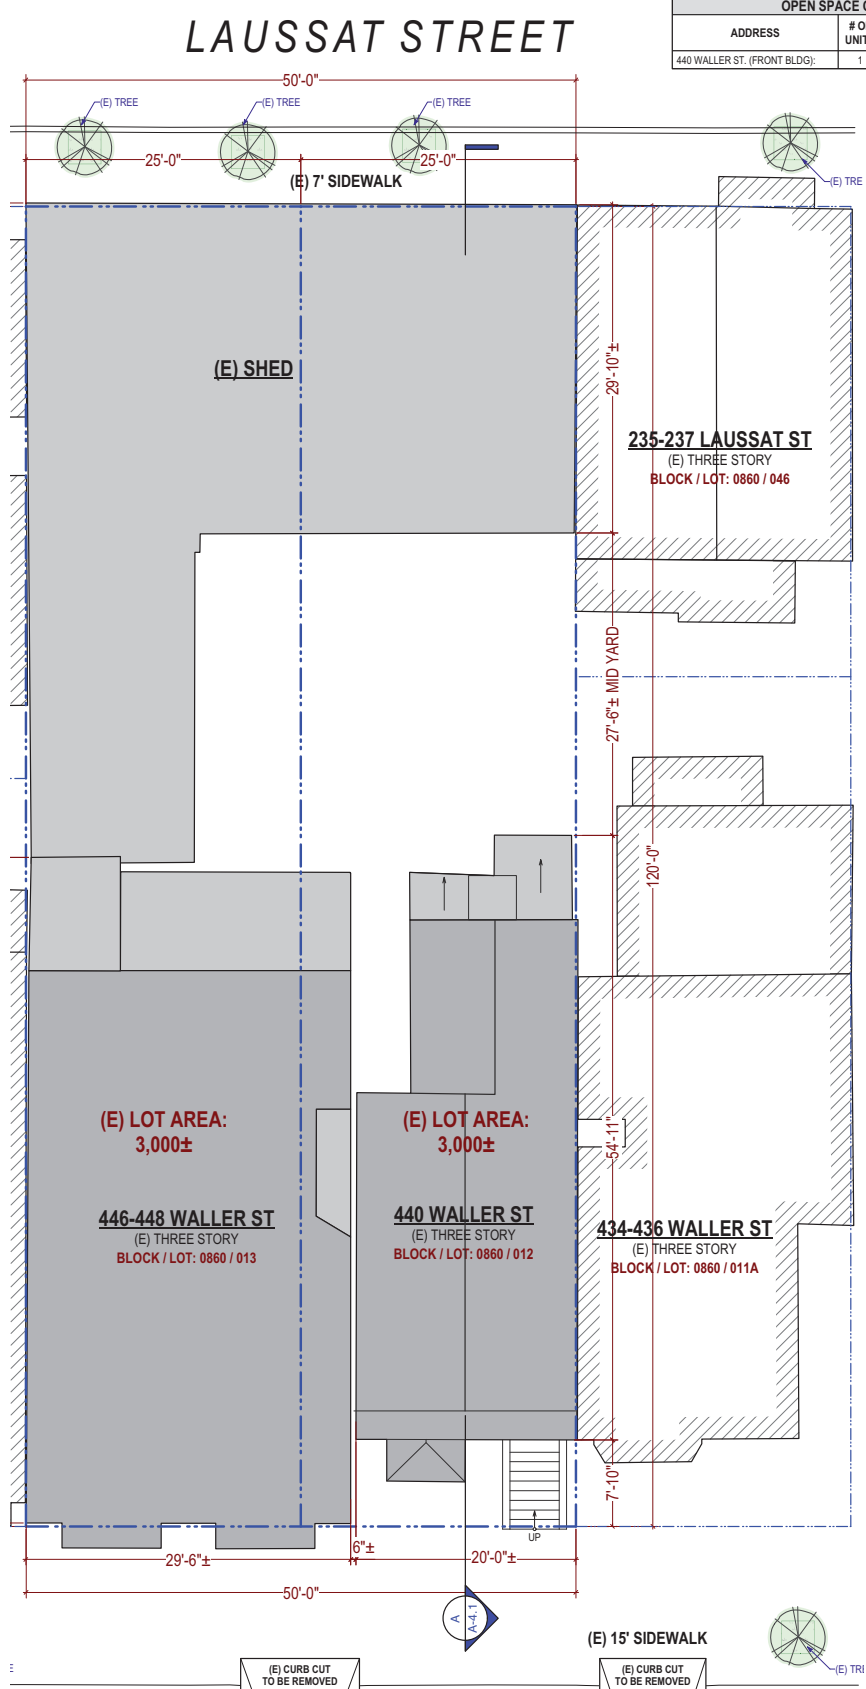 OPEN SPACE
LAUSSAT STREET
ADDRESS
440 WALLER ST. (FRONT BLDG):
1
50'-0"
(E) TREE
(E) TREE
(E) TREE
25'-0"
25'-0"
(E) 7' SIDEWALK
(E) TRE
(E) SHED
29'-10"±
235-237 LAUSSAT ST
(E) THREE STORY
BLOCK / LOT: 0860 / 046
27'-6"± MID YARD
120'-0"
(E) LOT AREA:
3,000±
(E) LOT AREA:
3,000±
54'-11"
446-448 WALLER ST
(E) THREE STORY
BLOCK / LOT: 0860 / 013
440 WALLER ST
(E) THREE STORY
BLOCK / LOT: 0860 / 012
434-436 WALLER ST
(E) THREE STORY
BLOCK / LOT: 0860 / 011A
7'-10"
UP
29'-6"±
6"±
20'-0"±
50'-0"
A
A-4.1
(E) 15' SIDEWALK
(E) TRE
(E) CURB CUT
TO BE REMOVED
(E) CURB CUT
TO BE REMOVED